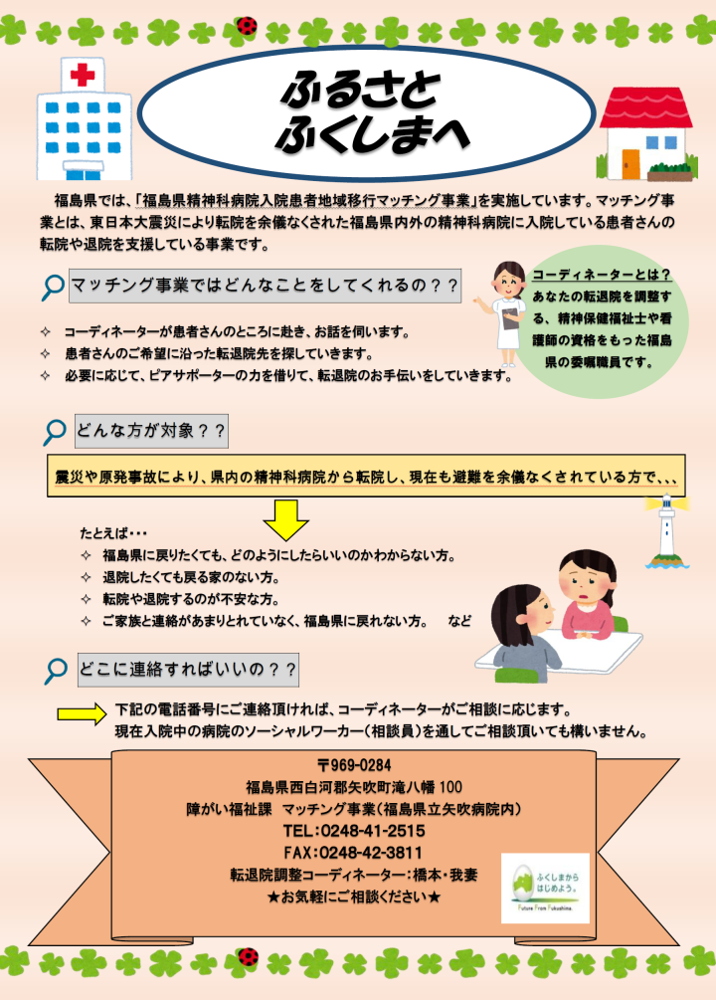 ふるさと
ふくしまへ
福島県では、「福島県精神科病院入院患者地域移行マッチング事業」を実施しています。マッチング事
業とは、東日本大震災により転院を余儀なくされた福島県内外の精神科病院に入院している患者さんの
転院や退院を支援している事業です。
マッチング事業ではどんなことをしてくれるの？？
コーディネーターとは？
あなたの転退院を調整す
る、精神保健福祉士や看
護師の資格をもった福島
県の委嘱職員です。
✧ コーディネーターが患者さんのところに赴き、お話を伺います。
✧ 患者さんのご希望に沿った転退院先を探していきます。
✧ 必要に応じて、ピアサポーターの力を借りて、転退院のお手伝いをしていきます。
どんな方が対象？？
震災や原発事故により、県内の精神科病院から転院し、現在も避難を余儀なくされている方で、、、
たとえば・・・
✧ 福島県に戻りたくても、どのようにしたらいいのかわからない方。
✧ 退院したくても戻る家のない方。
✧ 転院や退院するのが不安な方。
✧ ご家族と連絡があまりとれていなく、福島県に戻れない方。 など
どこに連絡すればいいの？？
下記の電話番号にご連絡頂ければ、コーディネーターがご相談に応じます。
現在入院中の病院のソーシャルワーカー（相談員）を通してご相談頂いても構いません。
〒969-0284
福島県西白河郡矢吹町滝八幡100
障がい福祉課 マッチング事業（福島県立矢吹病院内）
TEL：0248-41-2515
FAX：0248-42-3811
転退院調整コーディネーター：橋本・我妻
★お気軽にご相談ください★
ふくしまから
はじめよう。
Future From Fukushima.